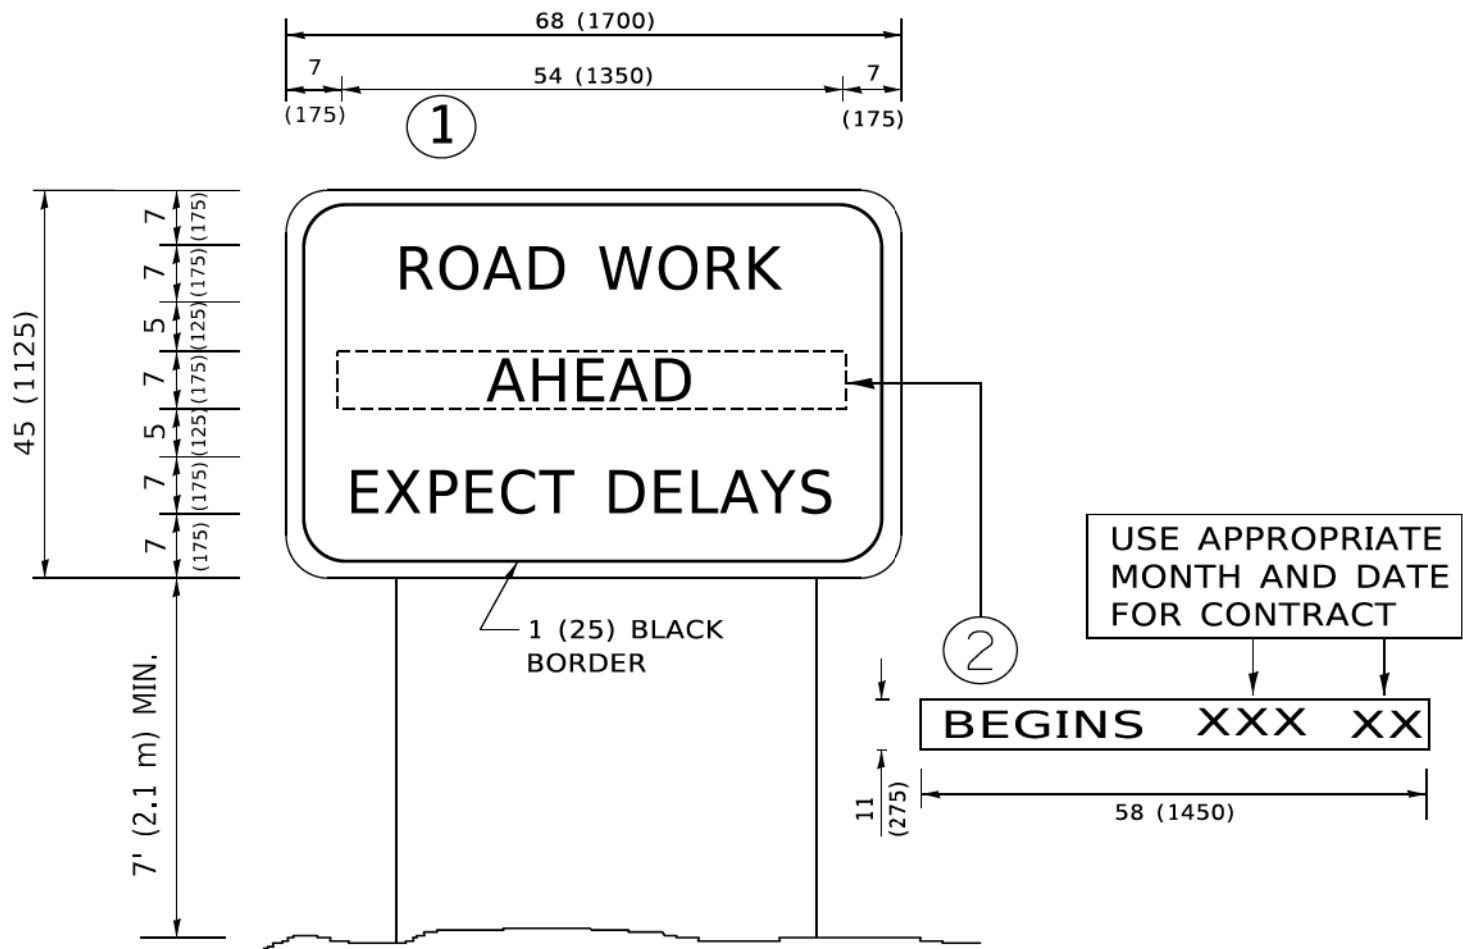 68 (1700)
7
54 (1350)
7
(175)
(175)
1
45 (1125)
7 (175)
7 (175)
5 (125)
7 (175)
5 (125)
7 (175)
7 (175)
ROAD WORK
AHEAD
EXPECT DELAYS
1 (25) BLACK
BORDER
7' (2.1 m) MIN.
USE APPROPRIATE
MONTH AND DATE
FOR CONTRACT
2
BEGINS XXX XX
11
(275)
58 (1450)